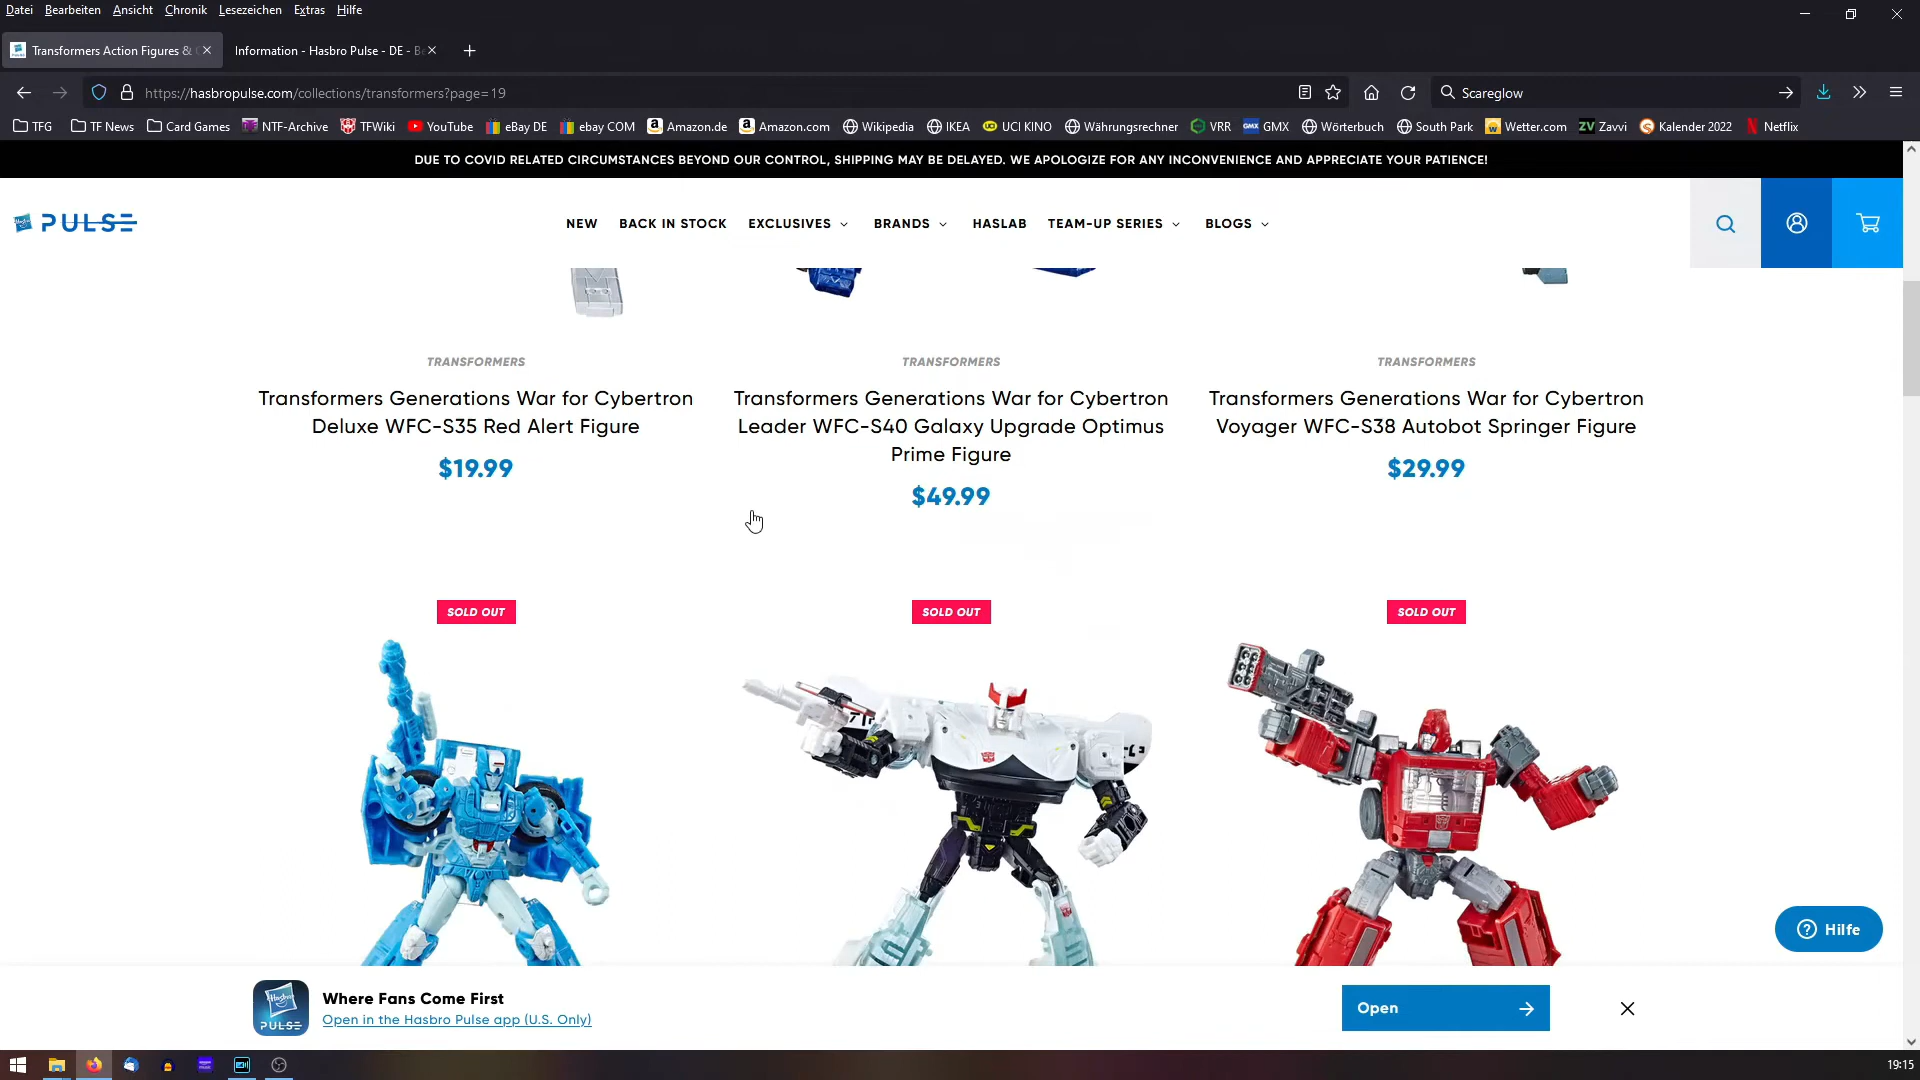 Datei Bearbeiten Ansicht Chronik Lesezeichen Extras Hilfe
Transformers Action Figures &
Information - Hasbro Pulse - DE - B
https://hasbropulse.com/collections/transformers?page=19
Scareglow
TFG TF News Card Games NTF-Archive TFWiki YouTube eBay DE ebay COM Amazon.de Amazon.com Wikipedia IKEA UCI KINO Währungsrechner VRR GMX Wörterbuch South Park Wetter.com Zavvi Kalender 2022 Netflix
DUE TO COVID RELATED CIRCUMSTANCES BEYOND OUR CONTROL, SHIPPING MAY BE DELAYED. WE APOLOGIZE FOR ANY INCONVENIENCE AND APPRECIATE YOUR PATIENCE!
Hasbro PULSE
NEW BACK IN STOCK EXCLUSIVES BRANDS HASLAB TEAM-UP SERIES BLOGS
TRANSFORMERS
Transformers Generations War for Cybertron
Deluxe WFC-S35 Red Alert Figure
$19.99
TRANSFORMERS
Transformers Generations War for Cybertron
Leader WFC-S40 Galaxy Upgrade Optimus
Prime Figure
$49.99
TRANSFORMERS
Transformers Generations War for Cybertron
Voyager WFC-S38 Autobot Springer Figure
$29.99
SOLD OUT
SOLD OUT
SOLD OUT
Hilfe
Hasbro
PULSE
Where Fans Come First
Open in the Hasbro Pulse app (U.S. Only)
Open
19:15